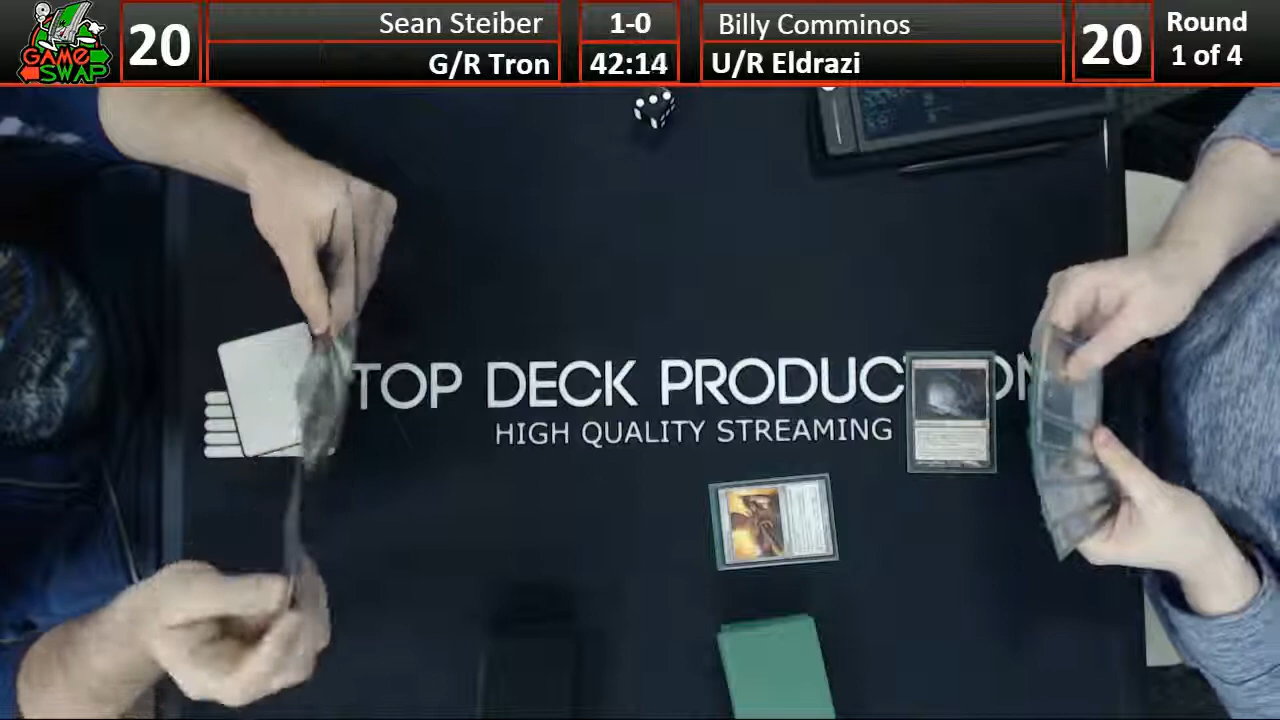 GAME
SWAP
20
Sean Steiber
G/R Tron
1-0
42:14
Billy Comminos
U/R Eldrazi
20
Round
1 of 4
TOP DECK PRODUC ON
HIGH QUALITY STREAMING